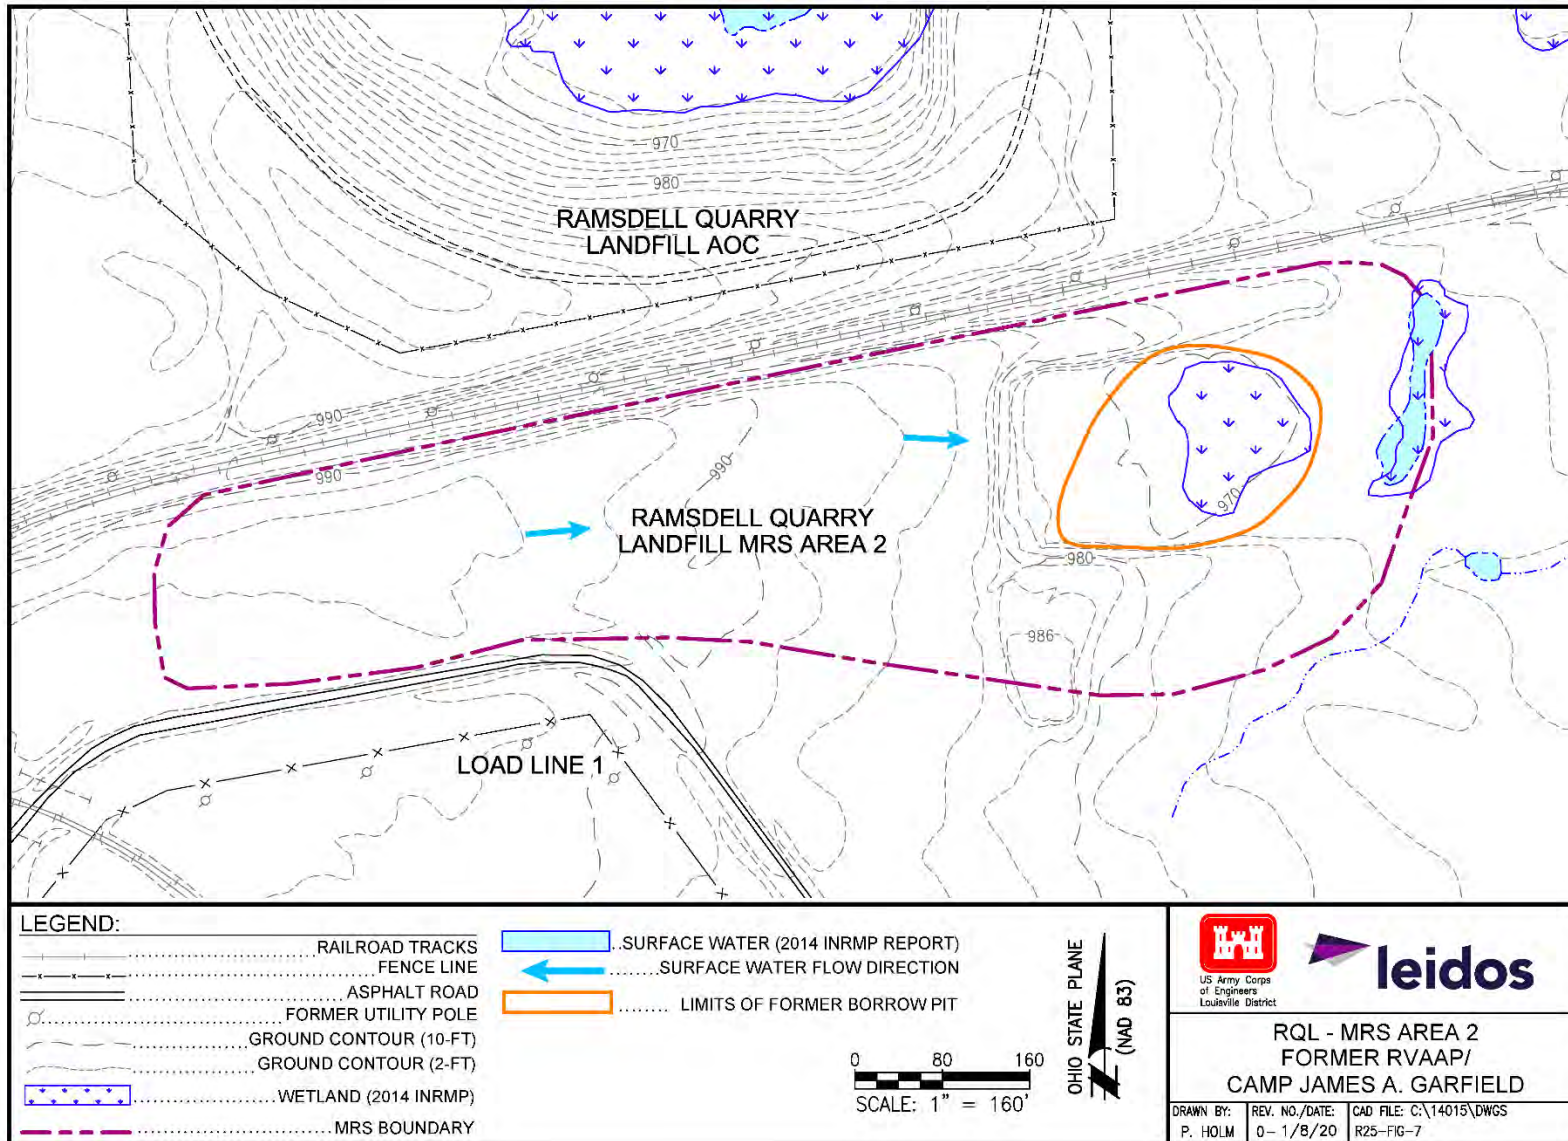 970
980
RAMSDELL QUARRY
LANDFILL AOC
990
990
990
RAMSDELL QUARRY
LANDFILL MRS AREA 2
970
980
986
LOAD LINE 1
LEGEND:
RAILROAD TRACKS
FENCE LINE
ASPHALT ROAD
FORMER UTILITY POLE
GROUND CONTOUR (10-FT)
GROUND CONTOUR (2-FT)
WETLAND (2014 INRMP)
MRS BOUNDARY
SURFACE WATER (2014 INRMP REPORT)
SURFACE WATER FLOW DIRECTION
LIMITS OF FORMER BORROW PIT
0 80 160
SCALE: 1" = 160'
OHIO STATE PLANE
(NAD 83)
US Army Corps
of Engineers
Louisville District
leidos
RQL - MRS AREA 2
FORMER RVAAP/
CAMP JAMES A. GARFIELD
DRAWN BY:
P. HOLM
REV. NO./DATE:
0- 1/8/20
CAD FILE: C:\14015\DWGS
R25-FIG-7